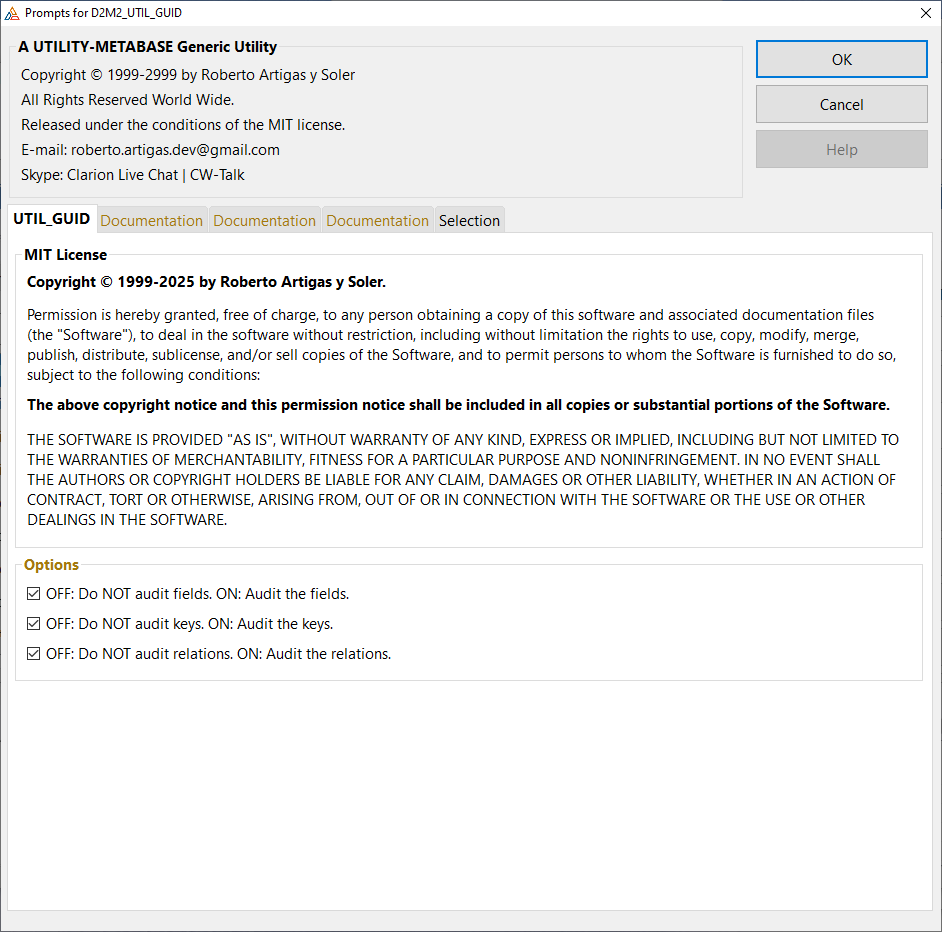 Prompts for D2M2_UTIL_GUID
A UTILITY-METABASE Generic Utility
Copyright © 1999-2999 by Roberto Artigas y Soler
All Rights Reserved World Wide.
Released under the conditions of the MIT license.
E-mail: roberto.artigas.dev@gmail.com
Skype: Clarion Live Chat | CW-Talk
OK
Cancel
Help
UTIL_GUID Documentation Documentation Documentation Selection
MIT License
Copyright © 1999-2025 by Roberto Artigas y Soler.
Permission is hereby granted, free of charge, to any person obtaining a copy of this software and associated documentation files
(the "Software"), to deal in the software without restriction, including without limitation the rights to use, copy, modify, merge,
publish, distribute, sublicense, and/or sell copies of the Software, and to permit persons to whom the Software is furnished to do so,
subject to the following conditions:
The above copyright notice and this permission notice shall be included in all copies or substantial portions of the Software.
THE SOFTWARE IS PROVIDED "AS IS", WITHOUT WARRANTY OF ANY KIND, EXPRESS OR IMPLIED, INCLUDING BUT NOT LIMITED TO
THE WARRANTIES OF MERCHANTABILITY, FITNESS FOR A PARTICULAR PURPOSE AND NONINFRINGEMENT. IN NO EVENT SHALL
THE AUTHORS OR COPYRIGHT HOLDERS BE LIABLE FOR ANY CLAIM, DAMAGES OR OTHER LIABILITY, WHETHER IN AN ACTION OF
CONTRACT, TORT OR OTHERWISE, ARISING FROM, OUT OF OR IN CONNECTION WITH THE SOFTWARE OR THE USE OR OTHER
DEALINGS IN THE SOFTWARE.
Options
OFF: Do NOT audit fields. ON: Audit the fields.
OFF: Do NOT audit keys. ON: Audit the keys.
OFF: Do NOT audit relations. ON: Audit the relations.